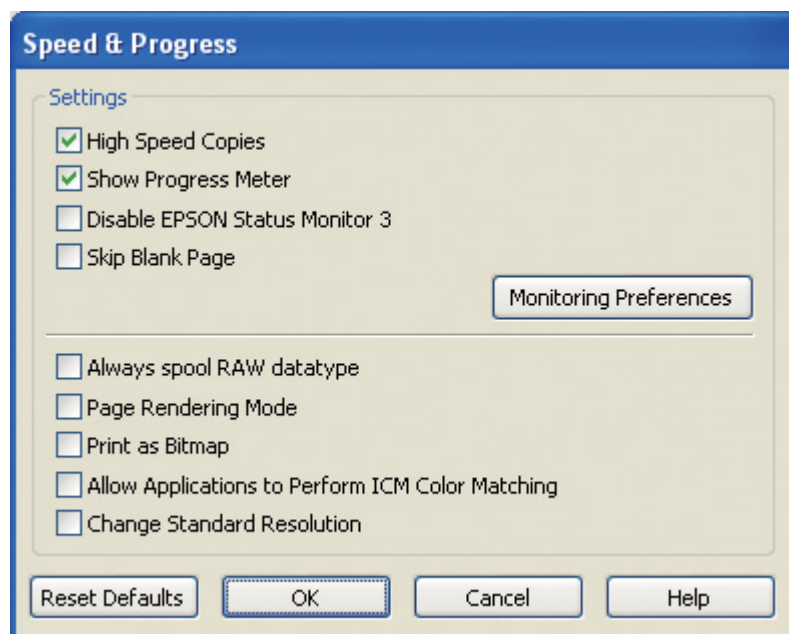 Speed & Progress
Settings
High Speed Copies
Show Progress Meter
Disable EPSON Status Monitor 3
Skip Blank Page
Monitoring Preferences
Always spool RAW datatype
Page Rendering Mode
Print as Bitmap
Allow Applications to Perform ICM Color Matching
Change Standard Resolution
Reset Defaults OK Cancel Help